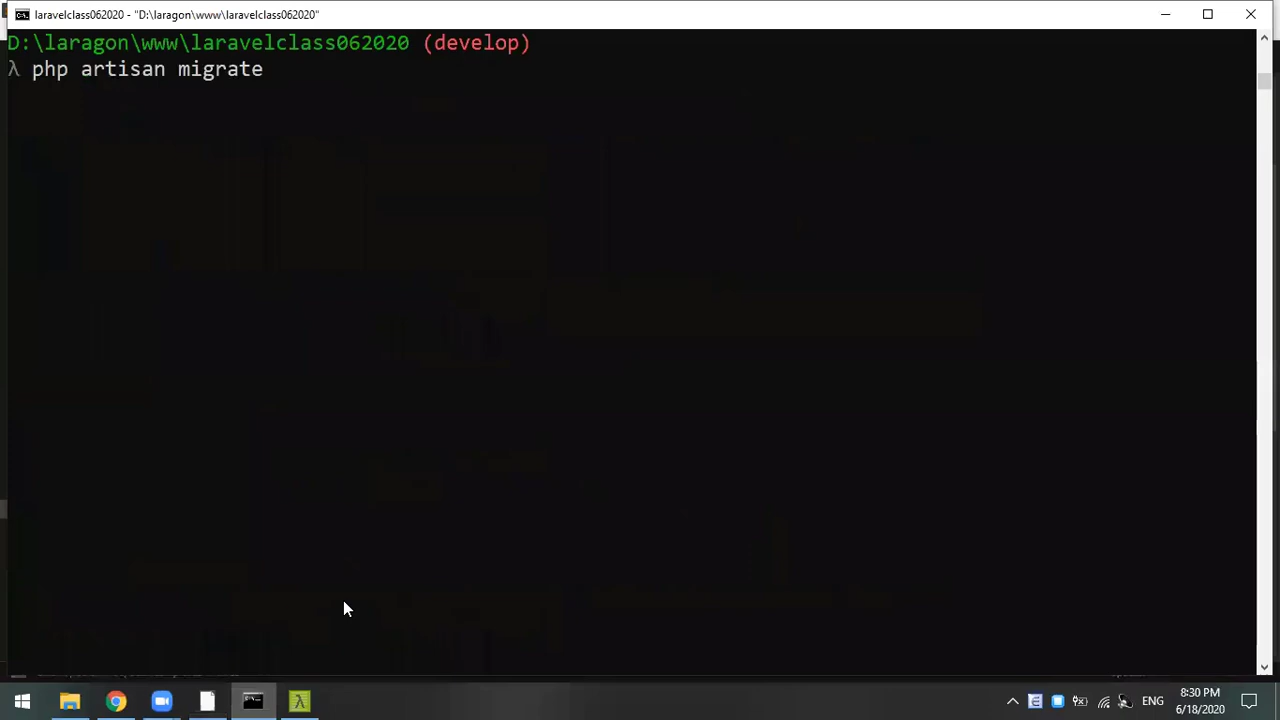 laravelclass062020 - "D:\laragon\www\laravelclass062020"
D:\laragon\www\laravelclass062020 (develop)
λ php artisan migrate
λ
ENG
8:30 PM
6/18/2020